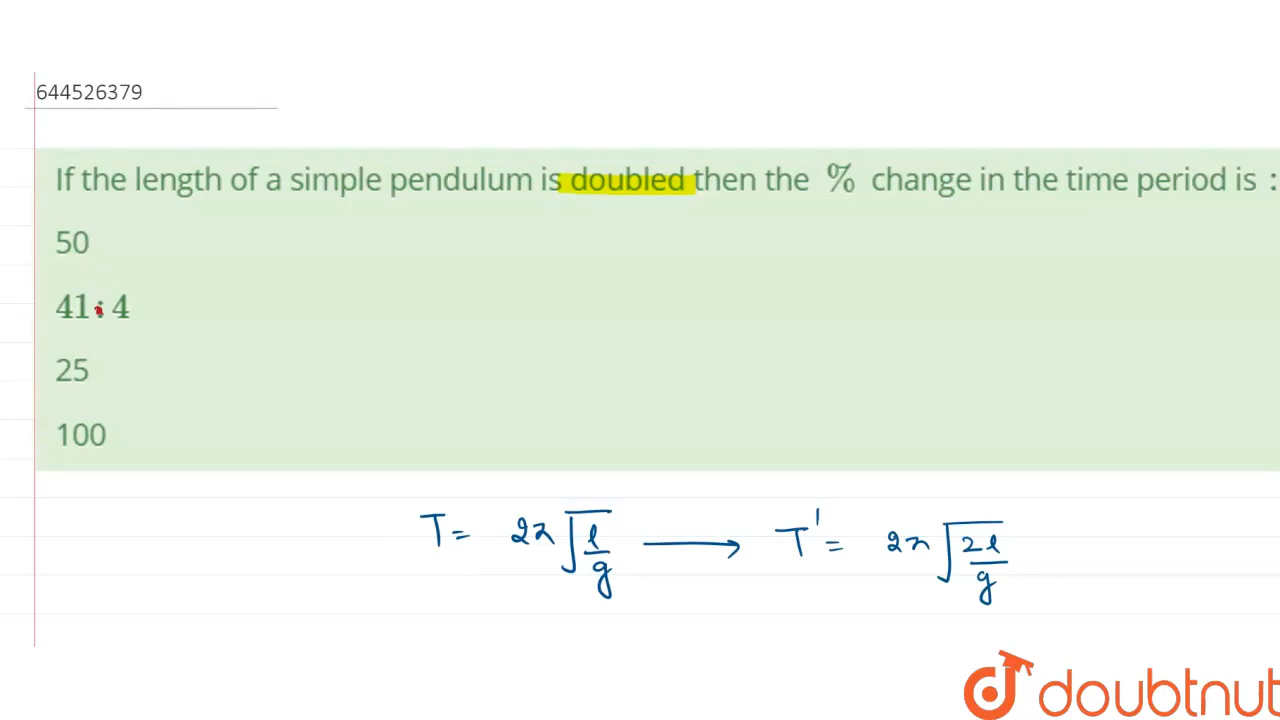 644526379
If the length of a simple pendulum is doubled then the % change in the time period is :
50
41 : 4
25
100
T = 2π √(l/g) ⟶ T' = 2π √(2l/g)
doubtnut